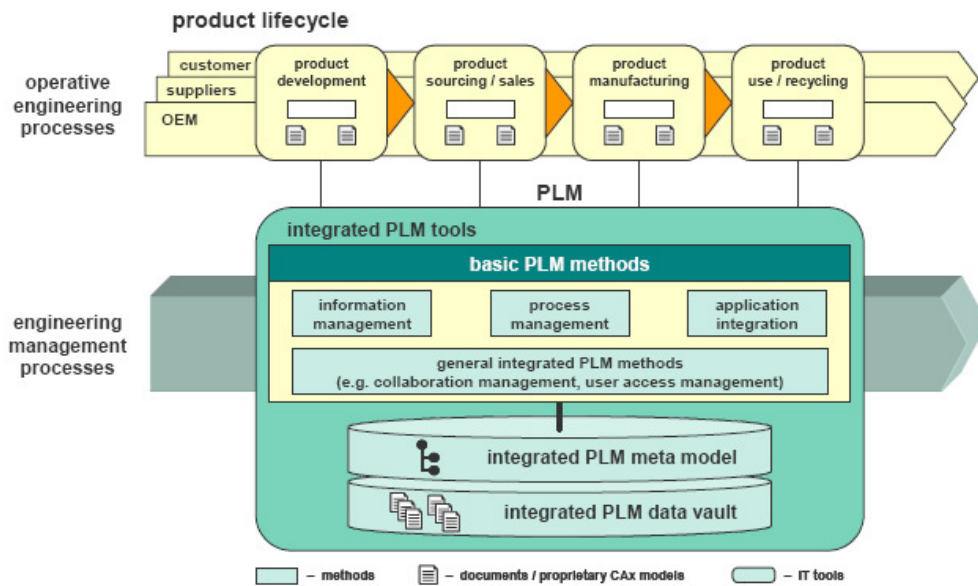 product lifecycle
operative
engineering
processes
customer
suppliers
OEM
product
development
product
sourcing / sales
product
manufacturing
product
use / recycling
PLM
engineering
management
processes
integrated PLM tools
basic PLM methods
information
management
process
management
application
integration
general integrated PLM methods
(e.g. collaboration management, user access management)
integrated PLM meta model
integrated PLM data vault
– methods
– documents / proprietary CAx models
– IT tools